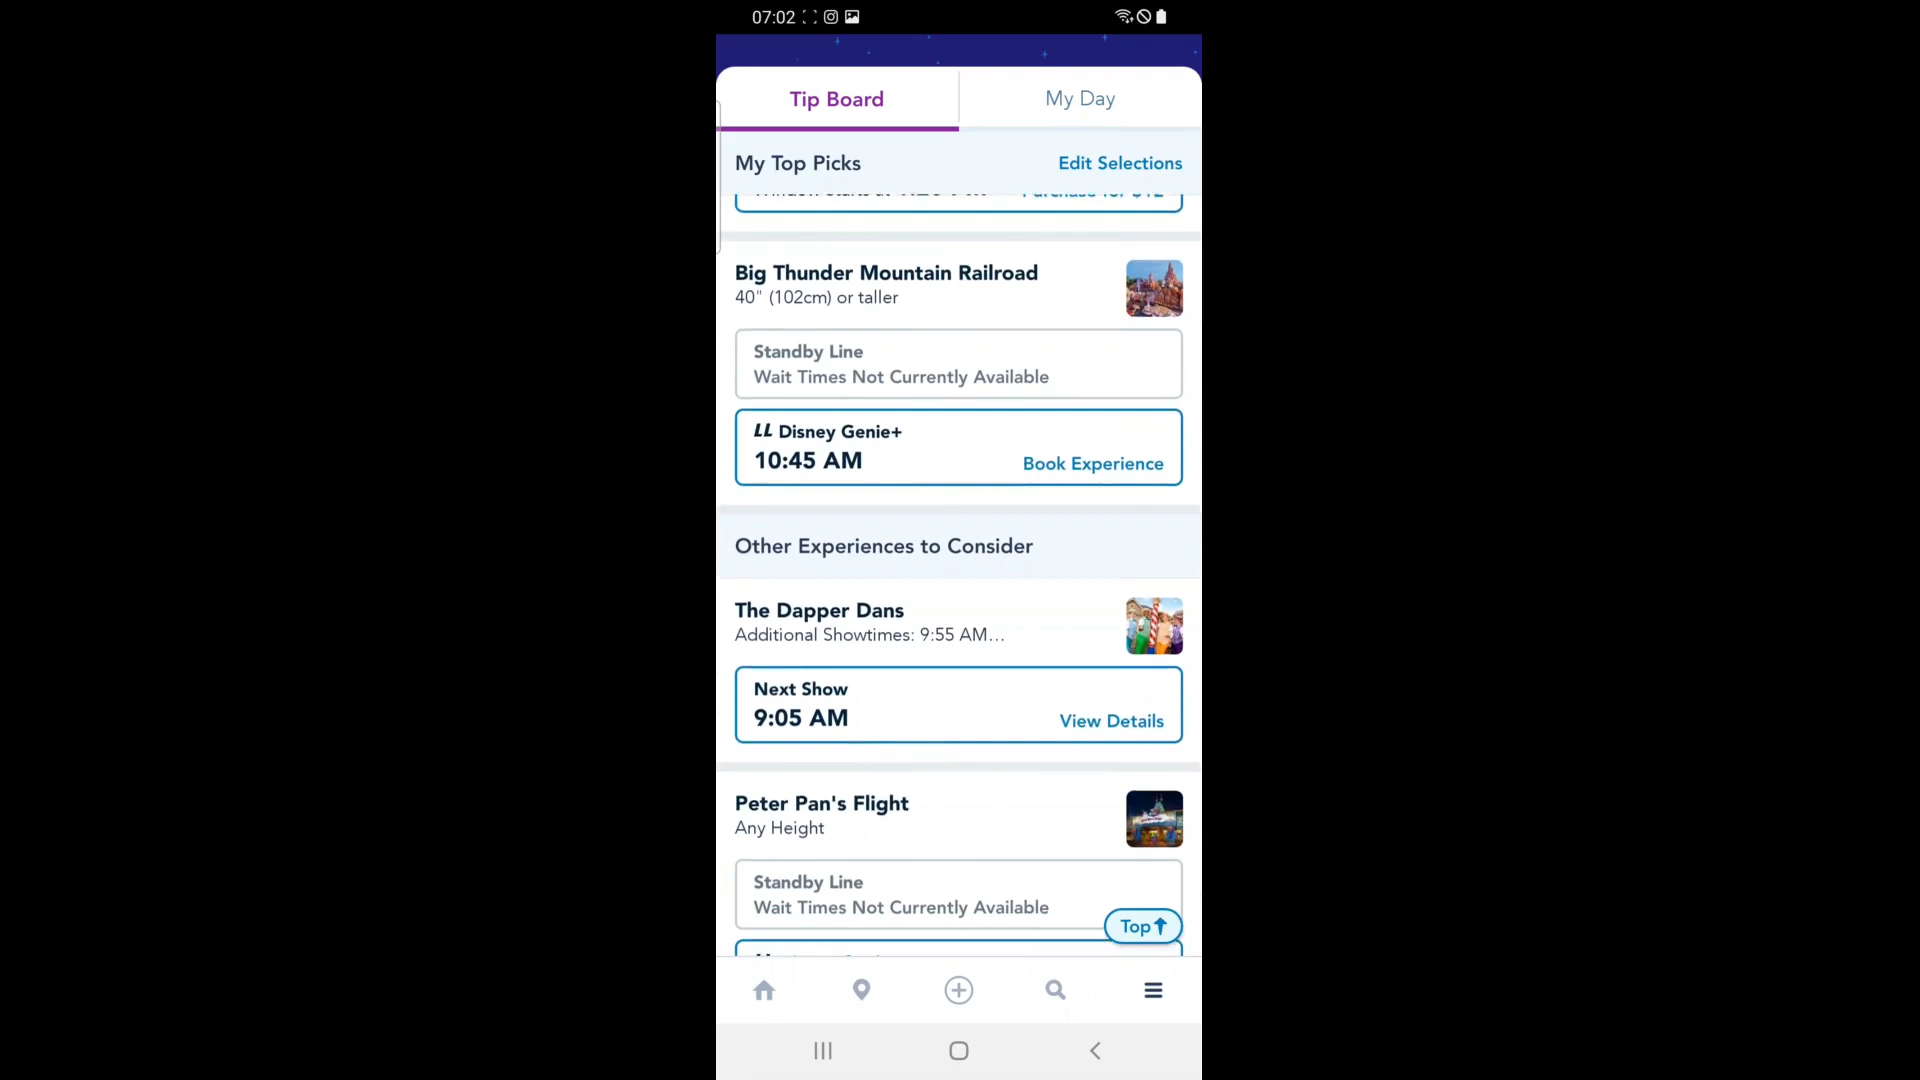 07:02
Tip Board
My Day
My Top Picks
Edit Selections
Big Thunder Mountain Railroad
40" (102cm) or taller
Standby Line
Wait Times Not Currently Available
LL Disney Genie+
10:45 AM
Book Experience
Other Experiences to Consider
The Dapper Dans
Additional Showtimes: 9:55 AM...
Next Show
9:05 AM
View Details
Peter Pan's Flight
Any Height
Standby Line
Wait Times Not Currently Available
Top